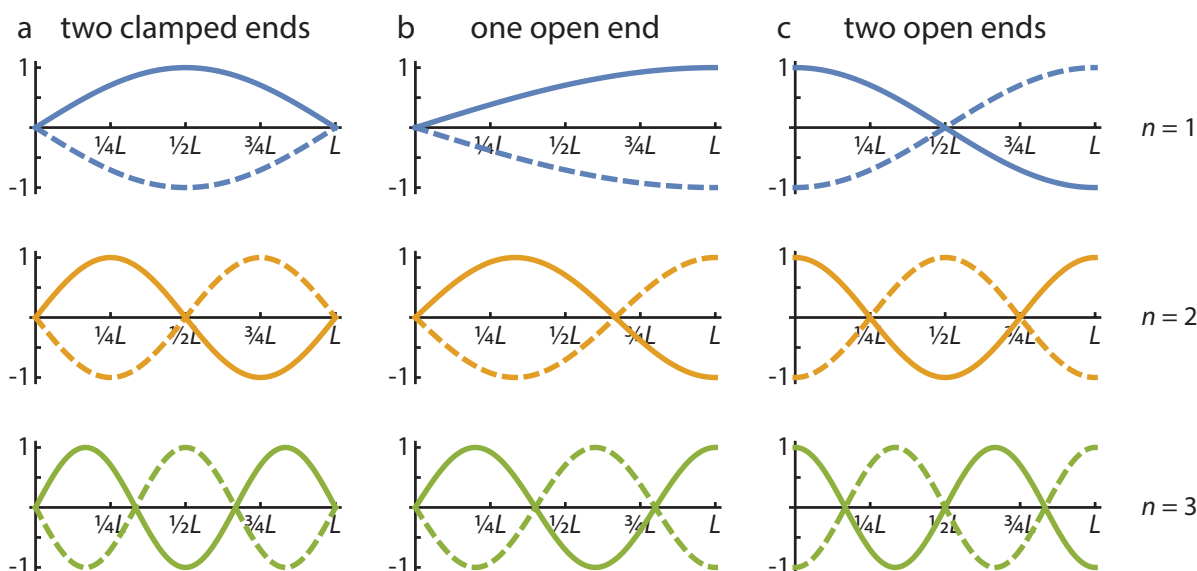 a two clamped ends b one open end c two open ends
1 1 1
¼L ½L ¾L L ¼L ½L ¾L L ¼L ½L ¾L L n = 1
-1 -1 -1
1 1 1
¼L ½L ¾L L ¼L ½L ¾L L ¼L ½L ¾L L n = 2
-1 -1 -1
1 1 1
¼L ½L ¾L L ¼L ½L ¾L L ¼L ½L ¾L L n = 3
-1 -1 -1